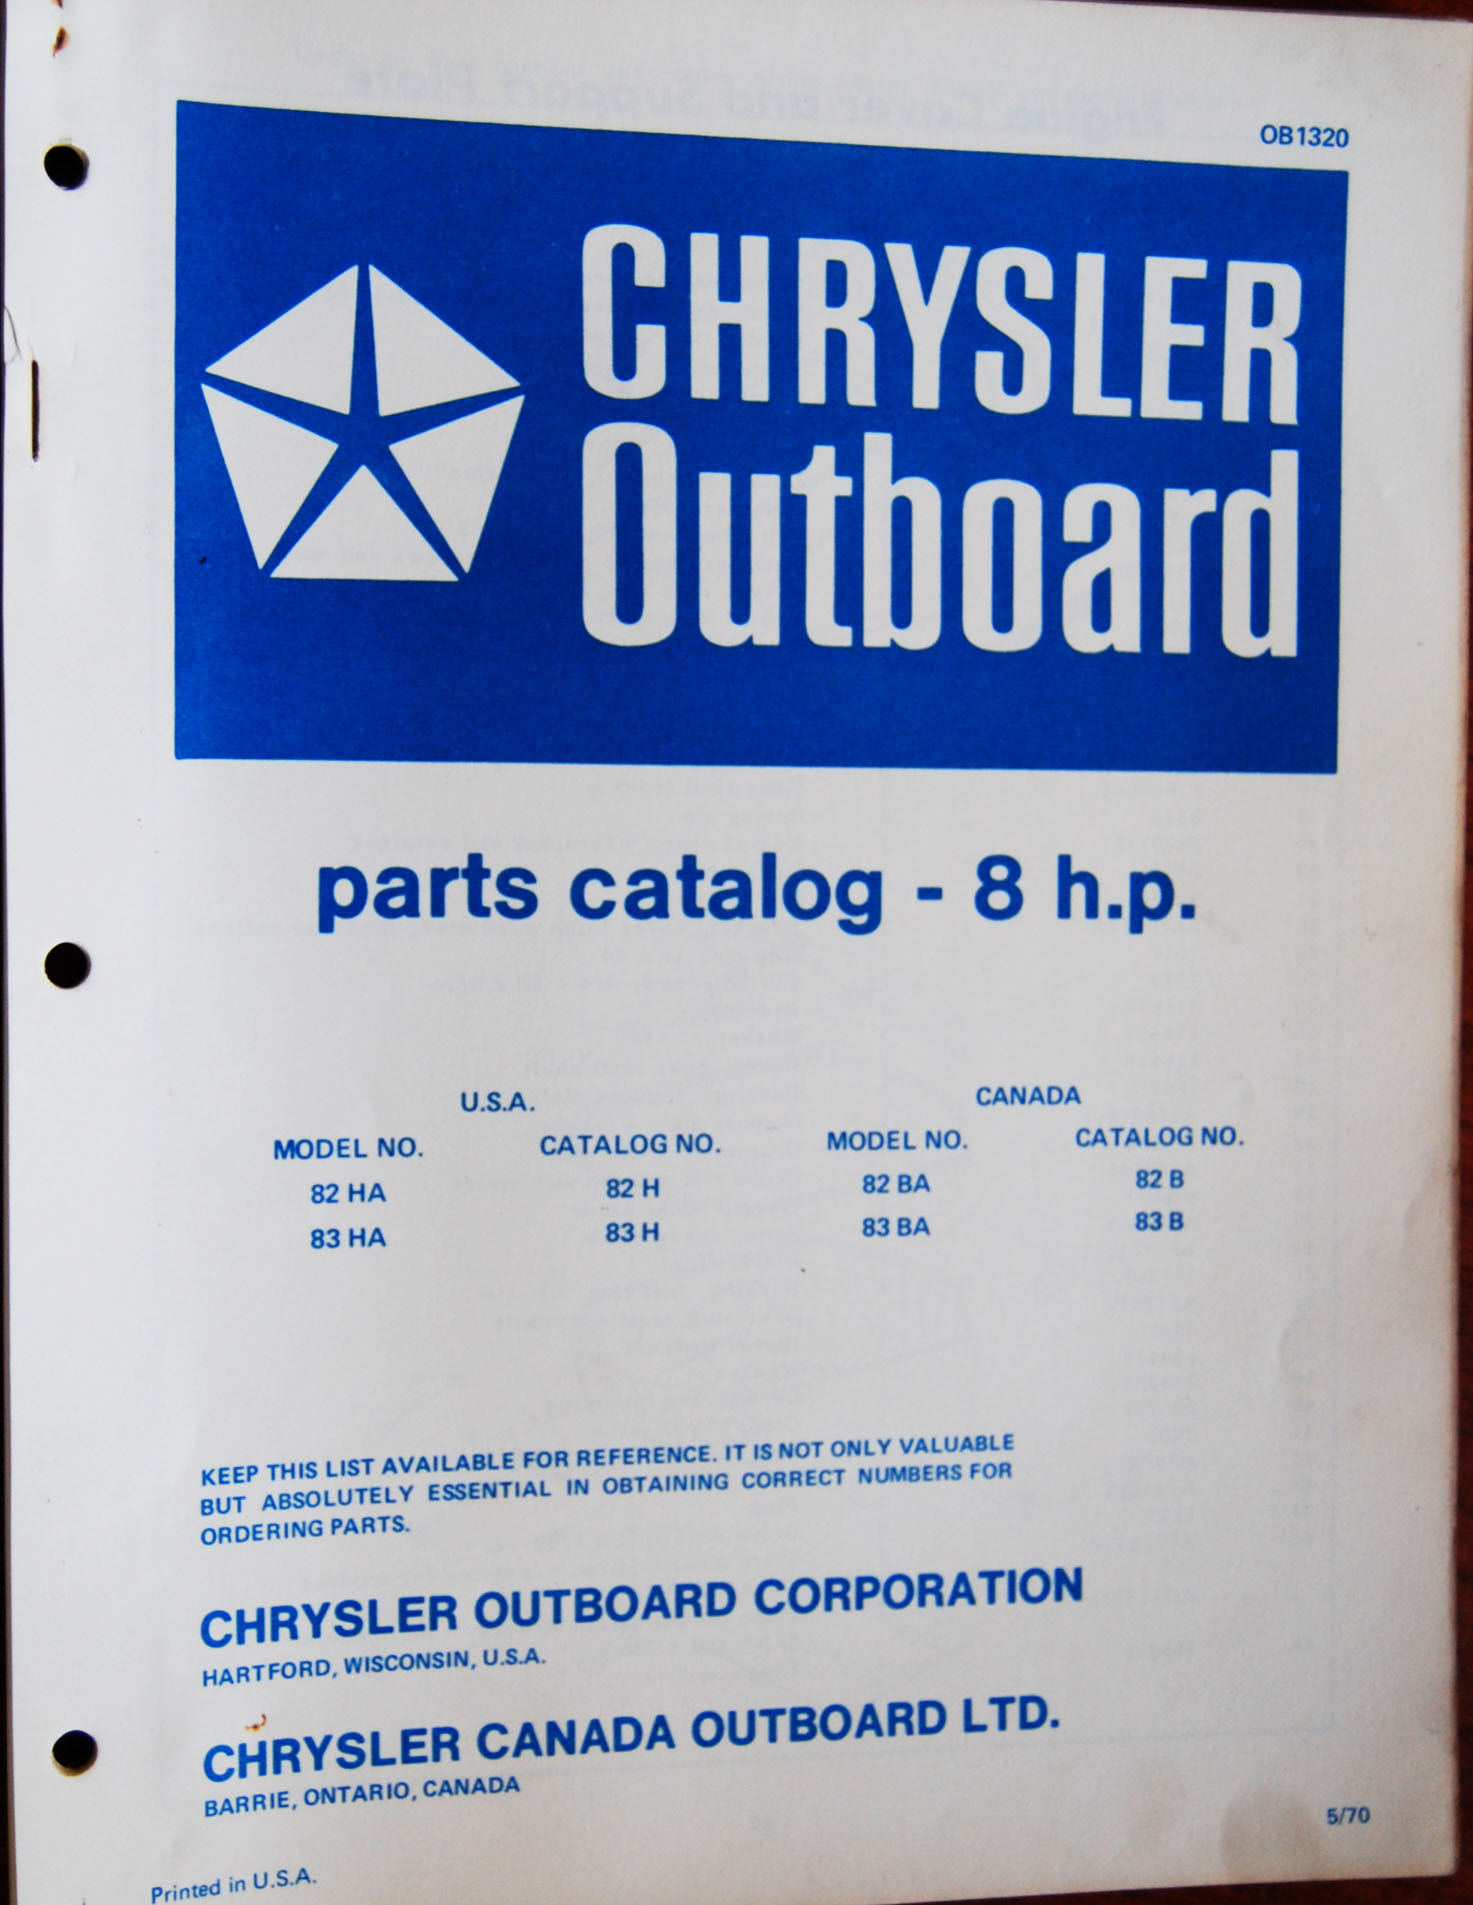 OB1320
CHRYSLER
Outboard
parts catalog - 8 h.p.
U.S.A. CANADA
MODEL NO. CATALOG NO. MODEL NO. CATALOG NO.
82 HA 82 H 82 BA 82 B
83 HA 83 H 83 BA 83 B
KEEP THIS LIST AVAILABLE FOR REFERENCE. IT IS NOT ONLY VALUABLE
BUT ABSOLUTELY ESSENTIAL IN OBTAINING CORRECT NUMBERS FOR
ORDERING PARTS.
CHRYSLER OUTBOARD CORPORATION
HARTFORD, WISCONSIN, U.S.A.
CHRYSLER CANADA OUTBOARD LTD.
BARRIE, ONTARIO, CANADA
5/70
Printed in U.S.A.